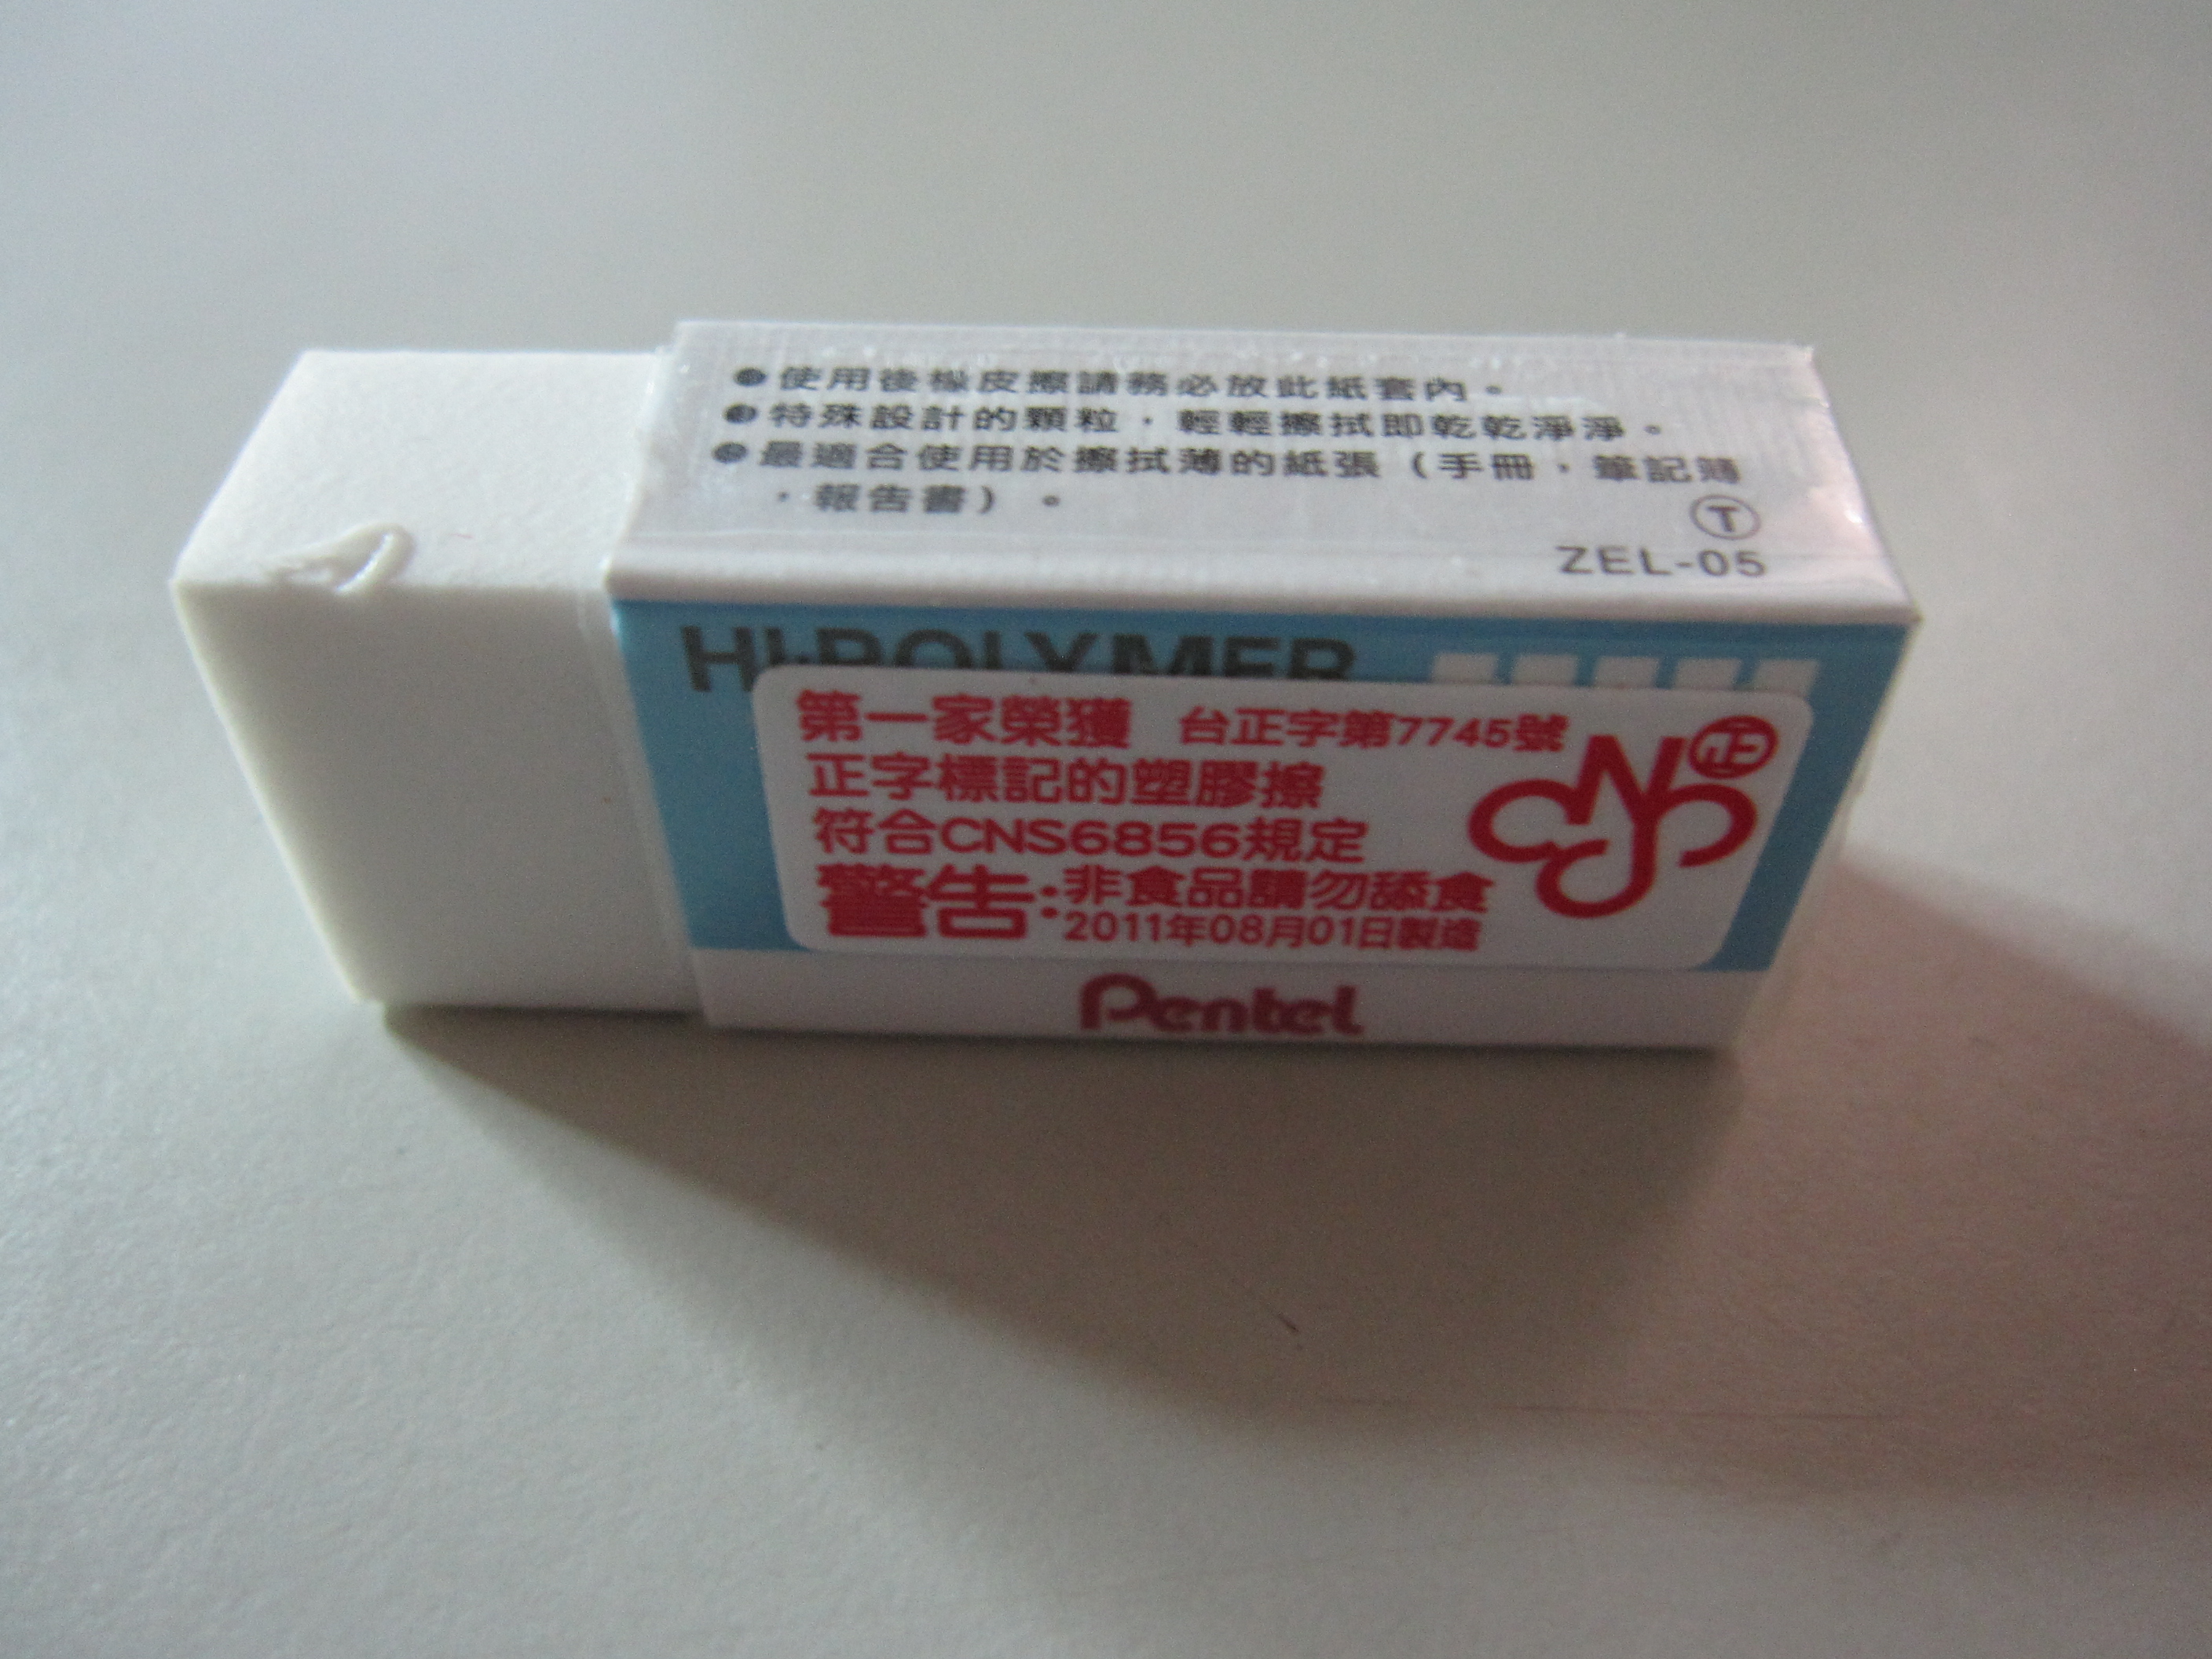 ●使用後橡皮擦請務必放此紙套內。
●特殊設計的顆粒，輕輕擦拭即乾乾淨淨。
●最適合使用於擦拭薄的紙張（手冊，筆記簿
，報告書）。
T
ZEL-05
HI-POLYMER
第一家榮獲 台正字第7745號
正字標記的塑膠擦
符合CNS6856規定
警告:非食品請勿舔食
2011年08月01日製造
CNS 正
Pentel